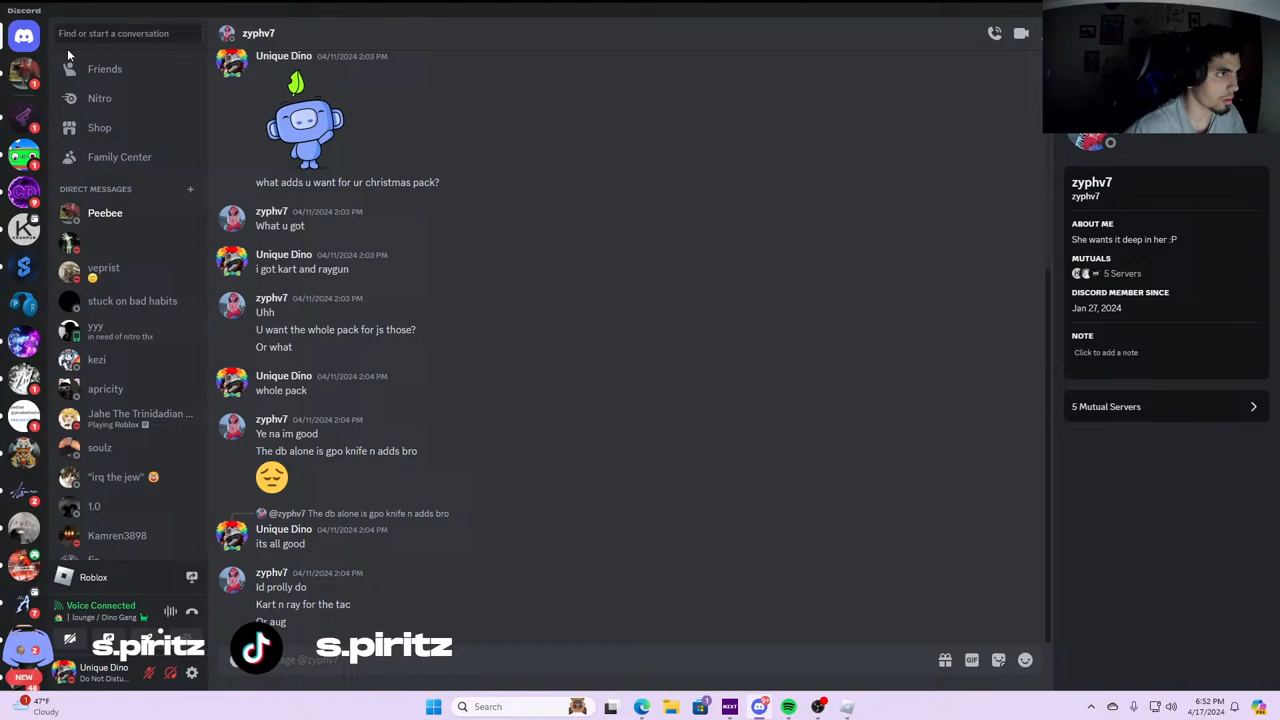 Discord
Find or start a conversation
Friends
Nitro
Shop
Family Center
DIRECT MESSAGES
Peebee
veprist
stuck on bad habits
yyy
in need of nitro thx
kezi
apricity
Jahe The Trinidadian ...
Playing Roblox
soulz
"irq the jew"
1.0
Kamren3898
Roblox
Voice Connected
| lounge / Dino Gang
Unique Dino
Do Not Distu...
zyphv7
Unique Dino 04/11/2024 2:03 PM
what adds u want for ur christmas pack?
zyphv7 04/11/2024 2:03 PM
What u got
Unique Dino 04/11/2024 2:03 PM
i got kart and raygun
zyphv7 04/11/2024 2:03 PM
Uhh
U want the whole pack for js those?
Or what
Unique Dino 04/11/2024 2:04 PM
whole pack
zyphv7 04/11/2024 2:04 PM
Ye na im good
The db alone is gpo knife n adds bro
@zyphv7 The db alone is gpo knife n adds bro
Unique Dino 04/11/2024 2:04 PM
its all good
zyphv7 04/11/2024 2:04 PM
Id prolly do
Kart n ray for the tac
Or aug
s.piritz
s.piritz
@zyphv7
GIF
zyphv7
zyphv7
ABOUT ME
She wants it deep in her :P
MUTUALS
5 Servers
DISCORD MEMBER SINCE
Jan 27, 2024
NOTE
Click to add a note
5 Mutual Servers
NEW
47°F
Cloudy
Search
6:52 PM
4/17/2024